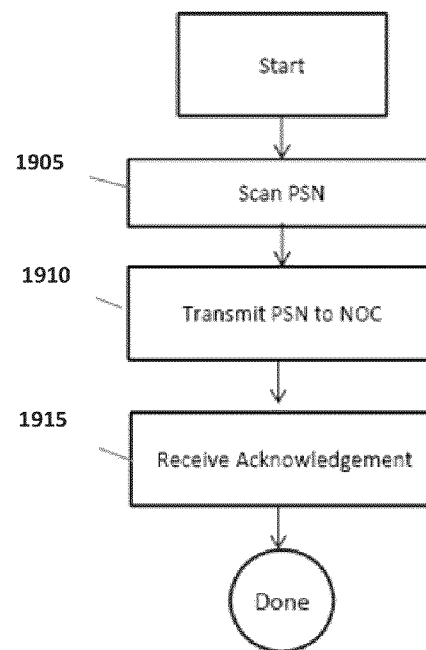 Start
1905
Scan PSN
1910
Transmit PSN to NOC
1915
Receive Acknowledgement
Done